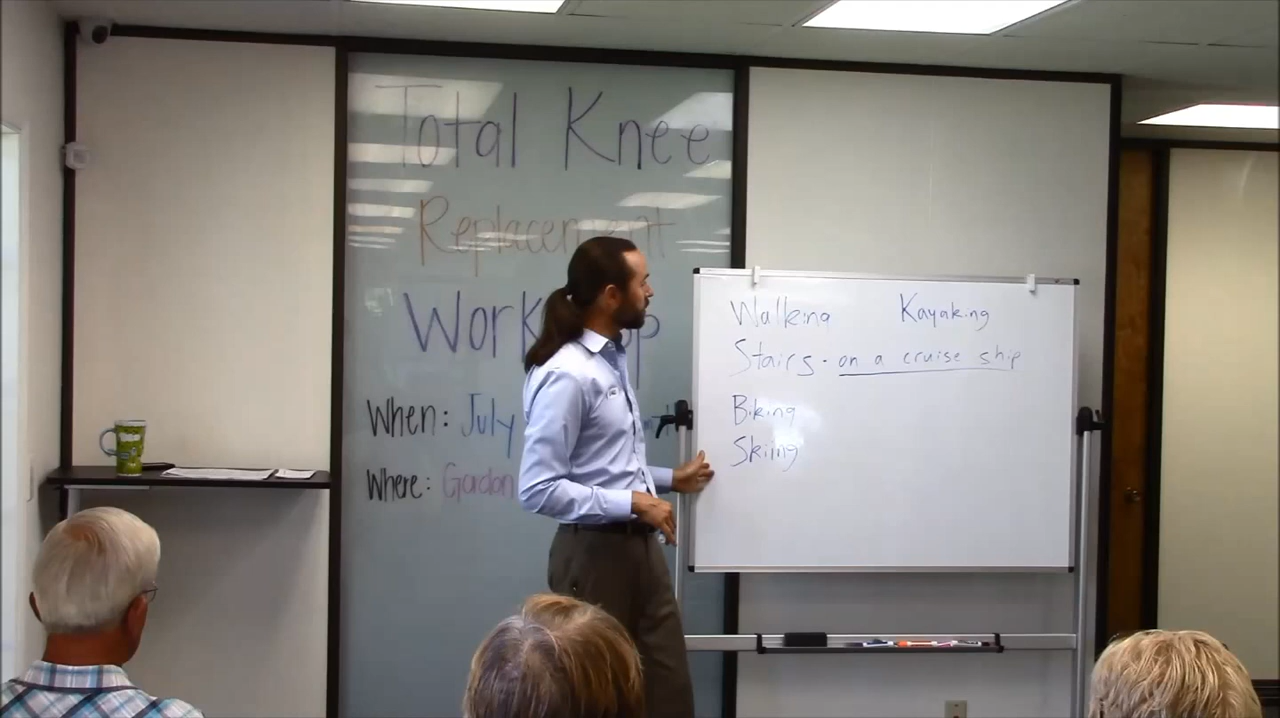 Total Knee
Replacement
Work p
When: July
Where: Gordon
Walking Kayaking
Stairs - on a cruise ship
Biking
Skiing